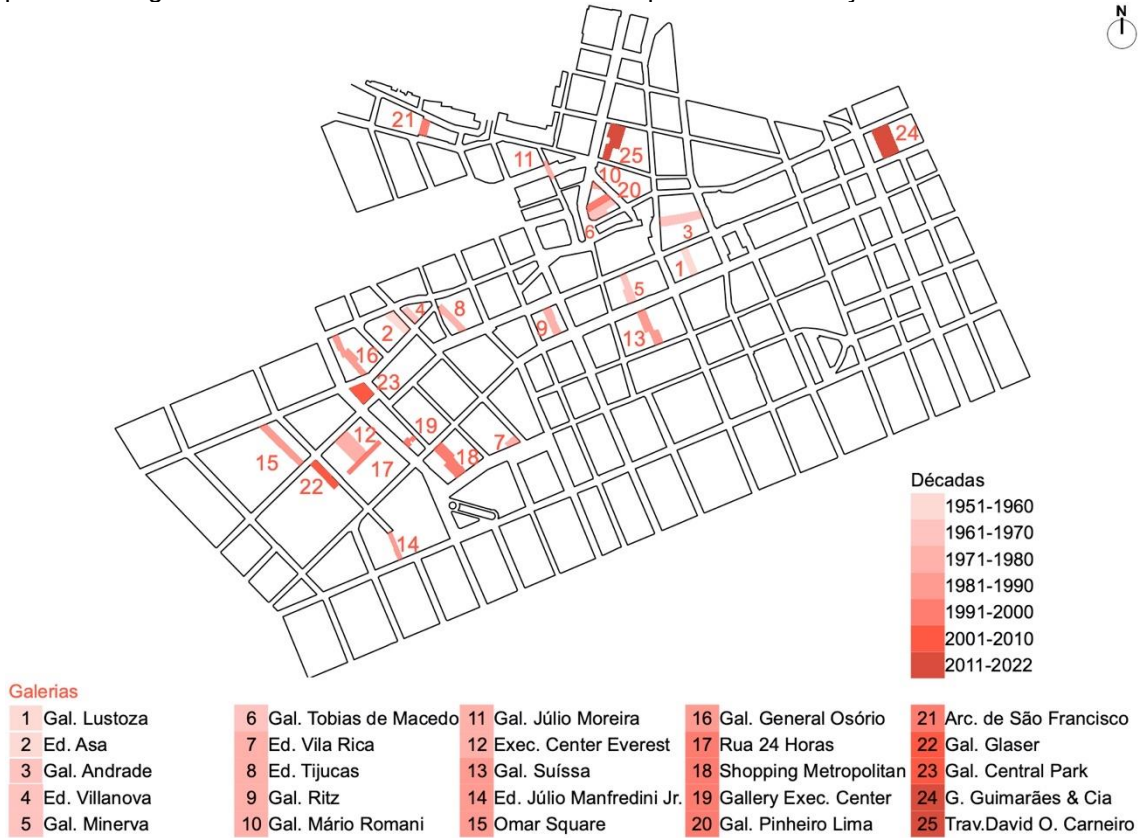 N
21
24
11
25
10
20
6
3
1
5
4
8
2
9
13
16
23
19
12
7
15
18
17
22
14
Décadas
1951-1960
1961-1970
1971-1980
1981-1990
1991-2000
2001-2010
2011-2022
Galerias
1 Gal. Lustoza
2 Ed. Asa
3 Gal. Andrade
4 Ed. Villanova
5 Gal. Minerva
6 Gal. Tobias de Macedo
7 Ed. Vila Rica
8 Ed. Tijucas
9 Gal. Ritz
10 Gal. Mário Romani
11 Gal. Júlio Moreira
12 Exec. Center Everest
13 Gal. Suíssa
14 Ed. Júlio Manfredini Jr.
15 Omar Square
16 Gal. General Osório
17 Rua 24 Horas
18 Shopping Metropolitan
19 Gallery Exec. Center
20 Gal. Pinheiro Lima
21 Arc. de São Francisco
22 Gal. Glaser
23 Gal. Central Park
24 G. Guimarães & Cia
25 Trav.David O. Carneiro